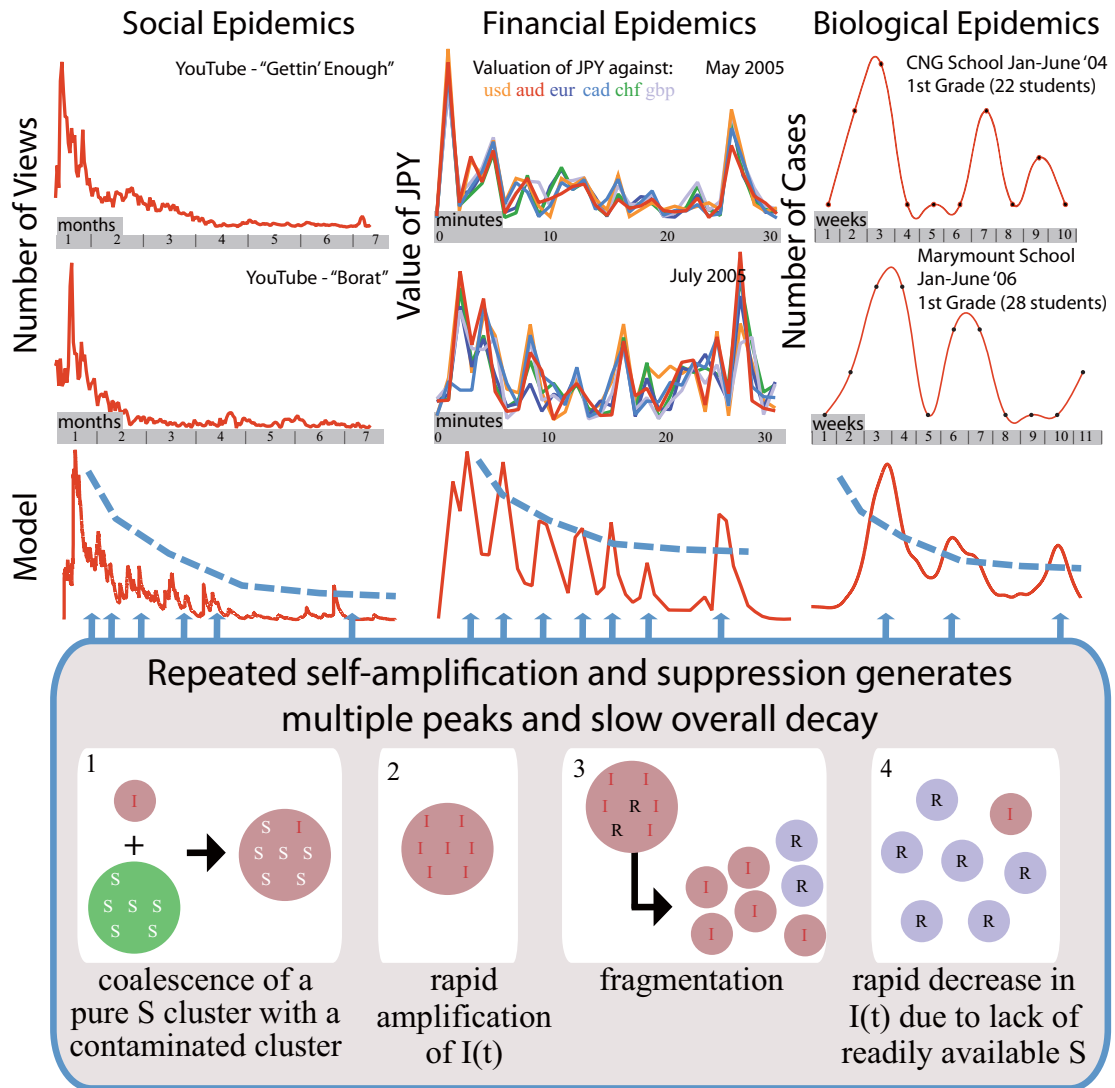 Social Epidemics
Financial Epidemics
Biological Epidemics
Number of Views
YouTube - “Gettin’ Enough”
months
1 2 3 4 5 6 7
YouTube - “Borat”
months
1 2 3 4 5 6 7
Value of JPY
Valuation of JPY against:
usd aud eur cad chf gbp
May 2005
minutes
0 10 20 30
July 2005
minutes
0 10 20 30
Number of Cases
CNG School Jan-June ‘04
1st Grade (22 students)
weeks
1 2 3 4 5 6 7 8 9 10
Marymount School
Jan-June ‘06
1st Grade (28 students)
weeks
1 2 3 4 5 6 7 8 9 10 11
Model
Repeated self-amplification and suppression generates
multiple peaks and slow overall decay
1
I
+
S
S S S
S S
S I
S S S
S S
coalescence of a
pure S cluster with a
contaminated cluster
2
I I
I I I
I I
rapid
amplification
of I(t)
3
I I
I R I
R I
I I R
I I I R
fragmentation
4
R I
R R R
R R
rapid decrease in
I(t) due to lack of
readily available S